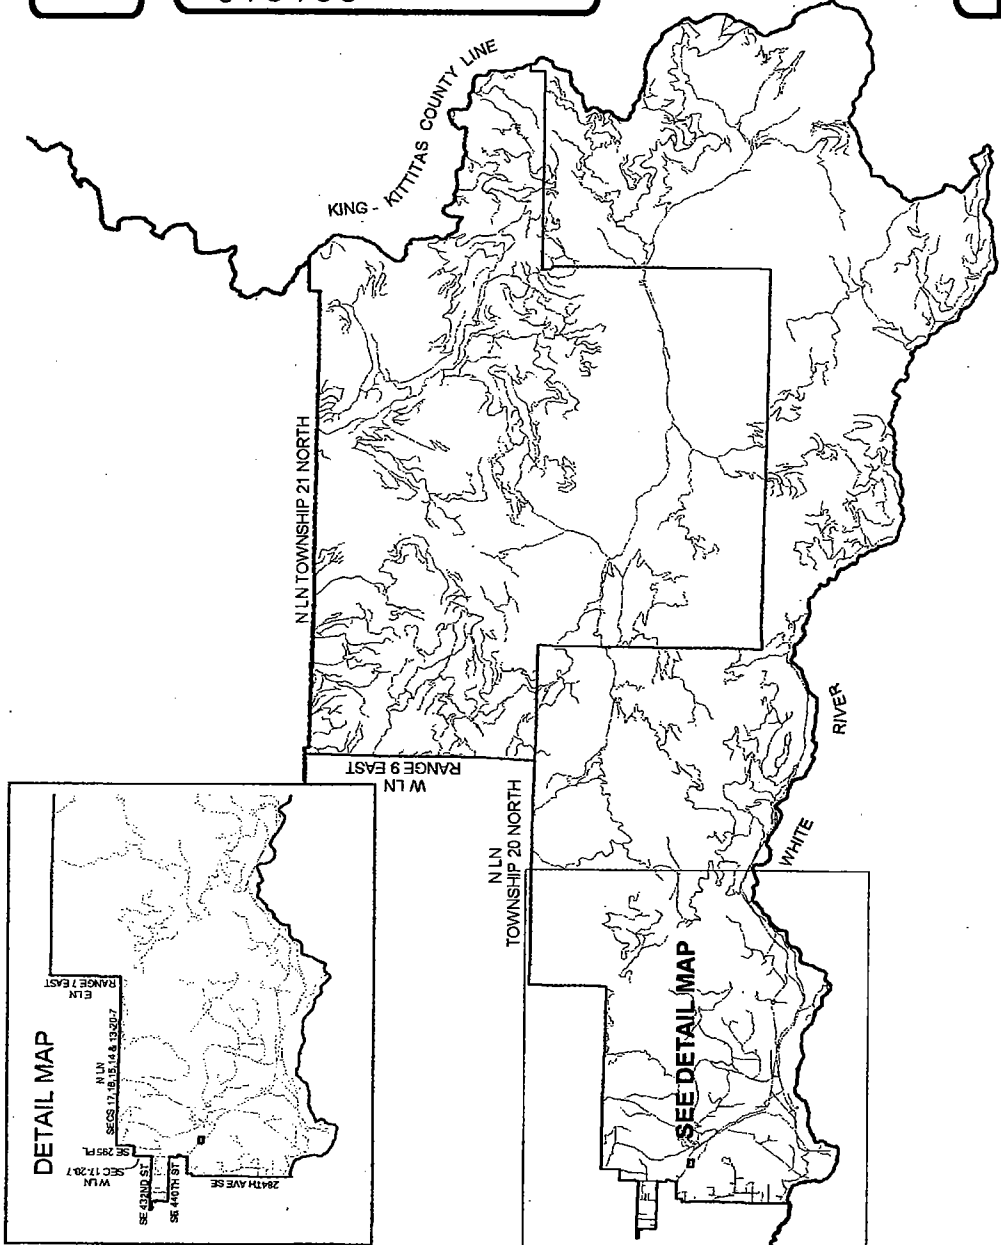 KING - KITTITAS COUNTY LINE
N LN TOWNSHIP 21 NORTH
W LN
RANGE 9 EAST
N LN
TOWNSHIP 20 NORTH
WHITE
RIVER
SEE DETAIL MAP
DETAIL MAP
E LN
RANGE 7 EAST
N LN
SECS 17,16,15,14 & 13-20-7
SE 295 PL
W LN
SEC 17-20-7
SE 432ND ST
SE 440TH ST
284TH AVE SE